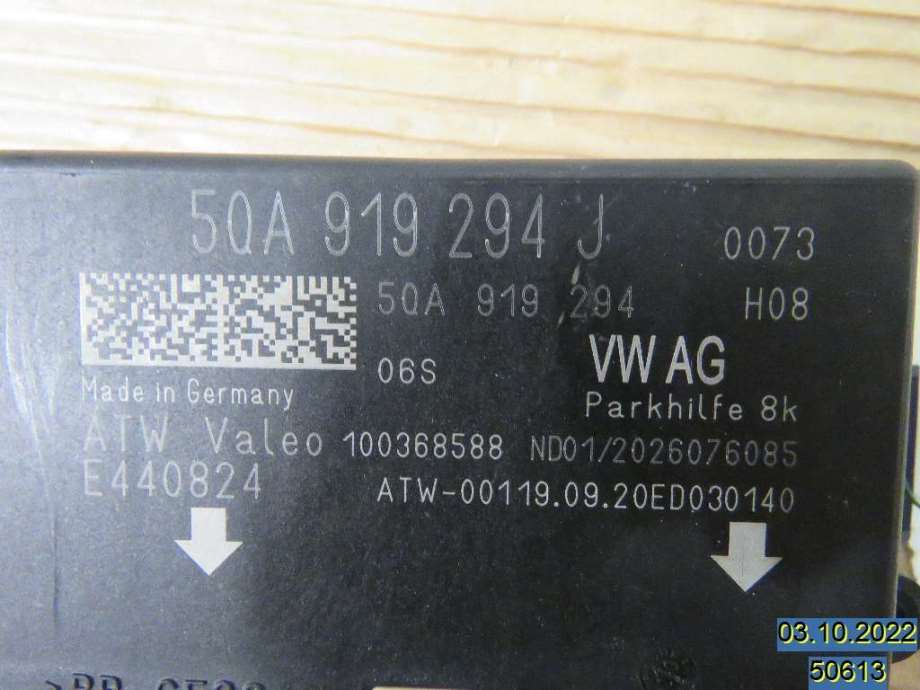 5QA 919 294 J 0073
5QA 919 294 H08
06S VW AG
Made in Germany Parkhilfe 8k
ATW Valeo 100368588 ND01/2026076085
E440824 ATW-00119.09.20ED030140
03.10.2022
50613